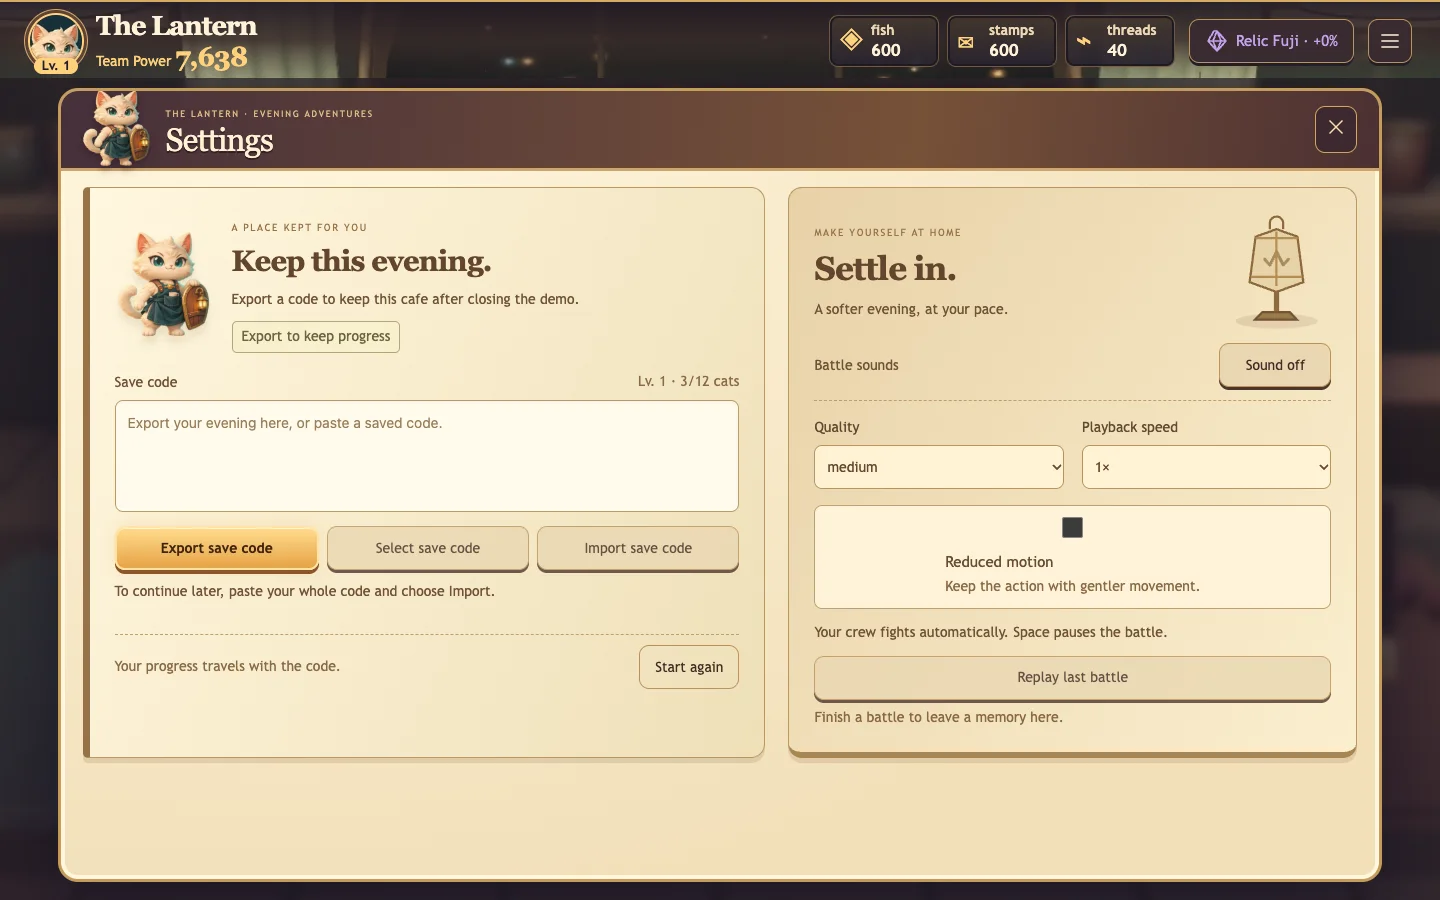 The Lantern
Team Power 7,638
Lv. 1
fish
600
stamps
600
threads
40
Relic Fuji · +0%
THE LANTERN · EVENING ADVENTURES
Settings
A PLACE KEPT FOR YOU
Keep this evening.
Export a code to keep this cafe after closing the demo.
Export to keep progress
Save code
Lv. 1 · 3/12 cats
Export your evening here, or paste a saved code.
Export save code
Select save code
Import save code
To continue later, paste your whole code and choose Import.
Your progress travels with the code.
Start again
MAKE YOURSELF AT HOME
Settle in.
A softer evening, at your pace.
Battle sounds
Sound off
Quality
Playback speed
medium
1×
Reduced motion
Keep the action with gentler movement.
Your crew fights automatically. Space pauses the battle.
Replay last battle
Finish a battle to leave a memory here.